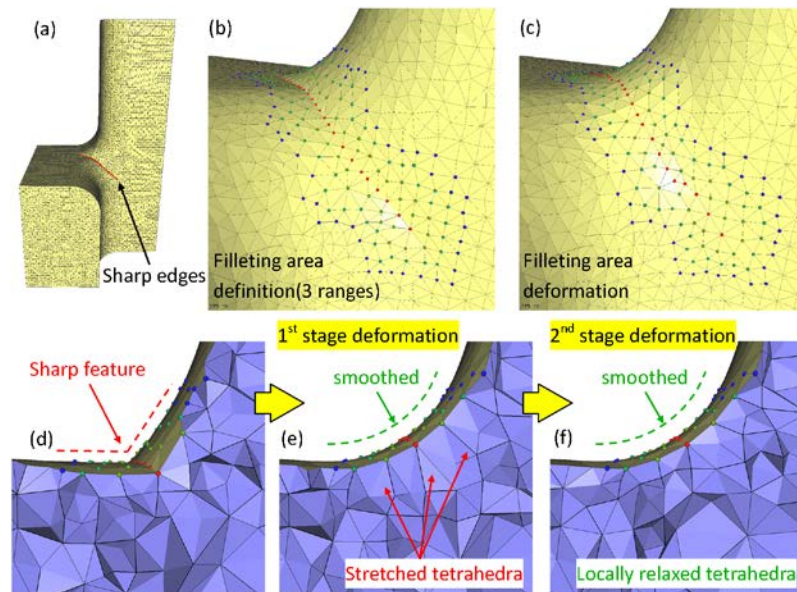 (a)
Sharp edges
(b)
Filleting area
definition(3 ranges)
(c)
Filleting area
deformation
1st stage deformation
2nd stage deformation
Sharp feature
(d)
smoothed
(e)
Stretched tetrahedra
smoothed
(f)
Locally relaxed tetrahedra